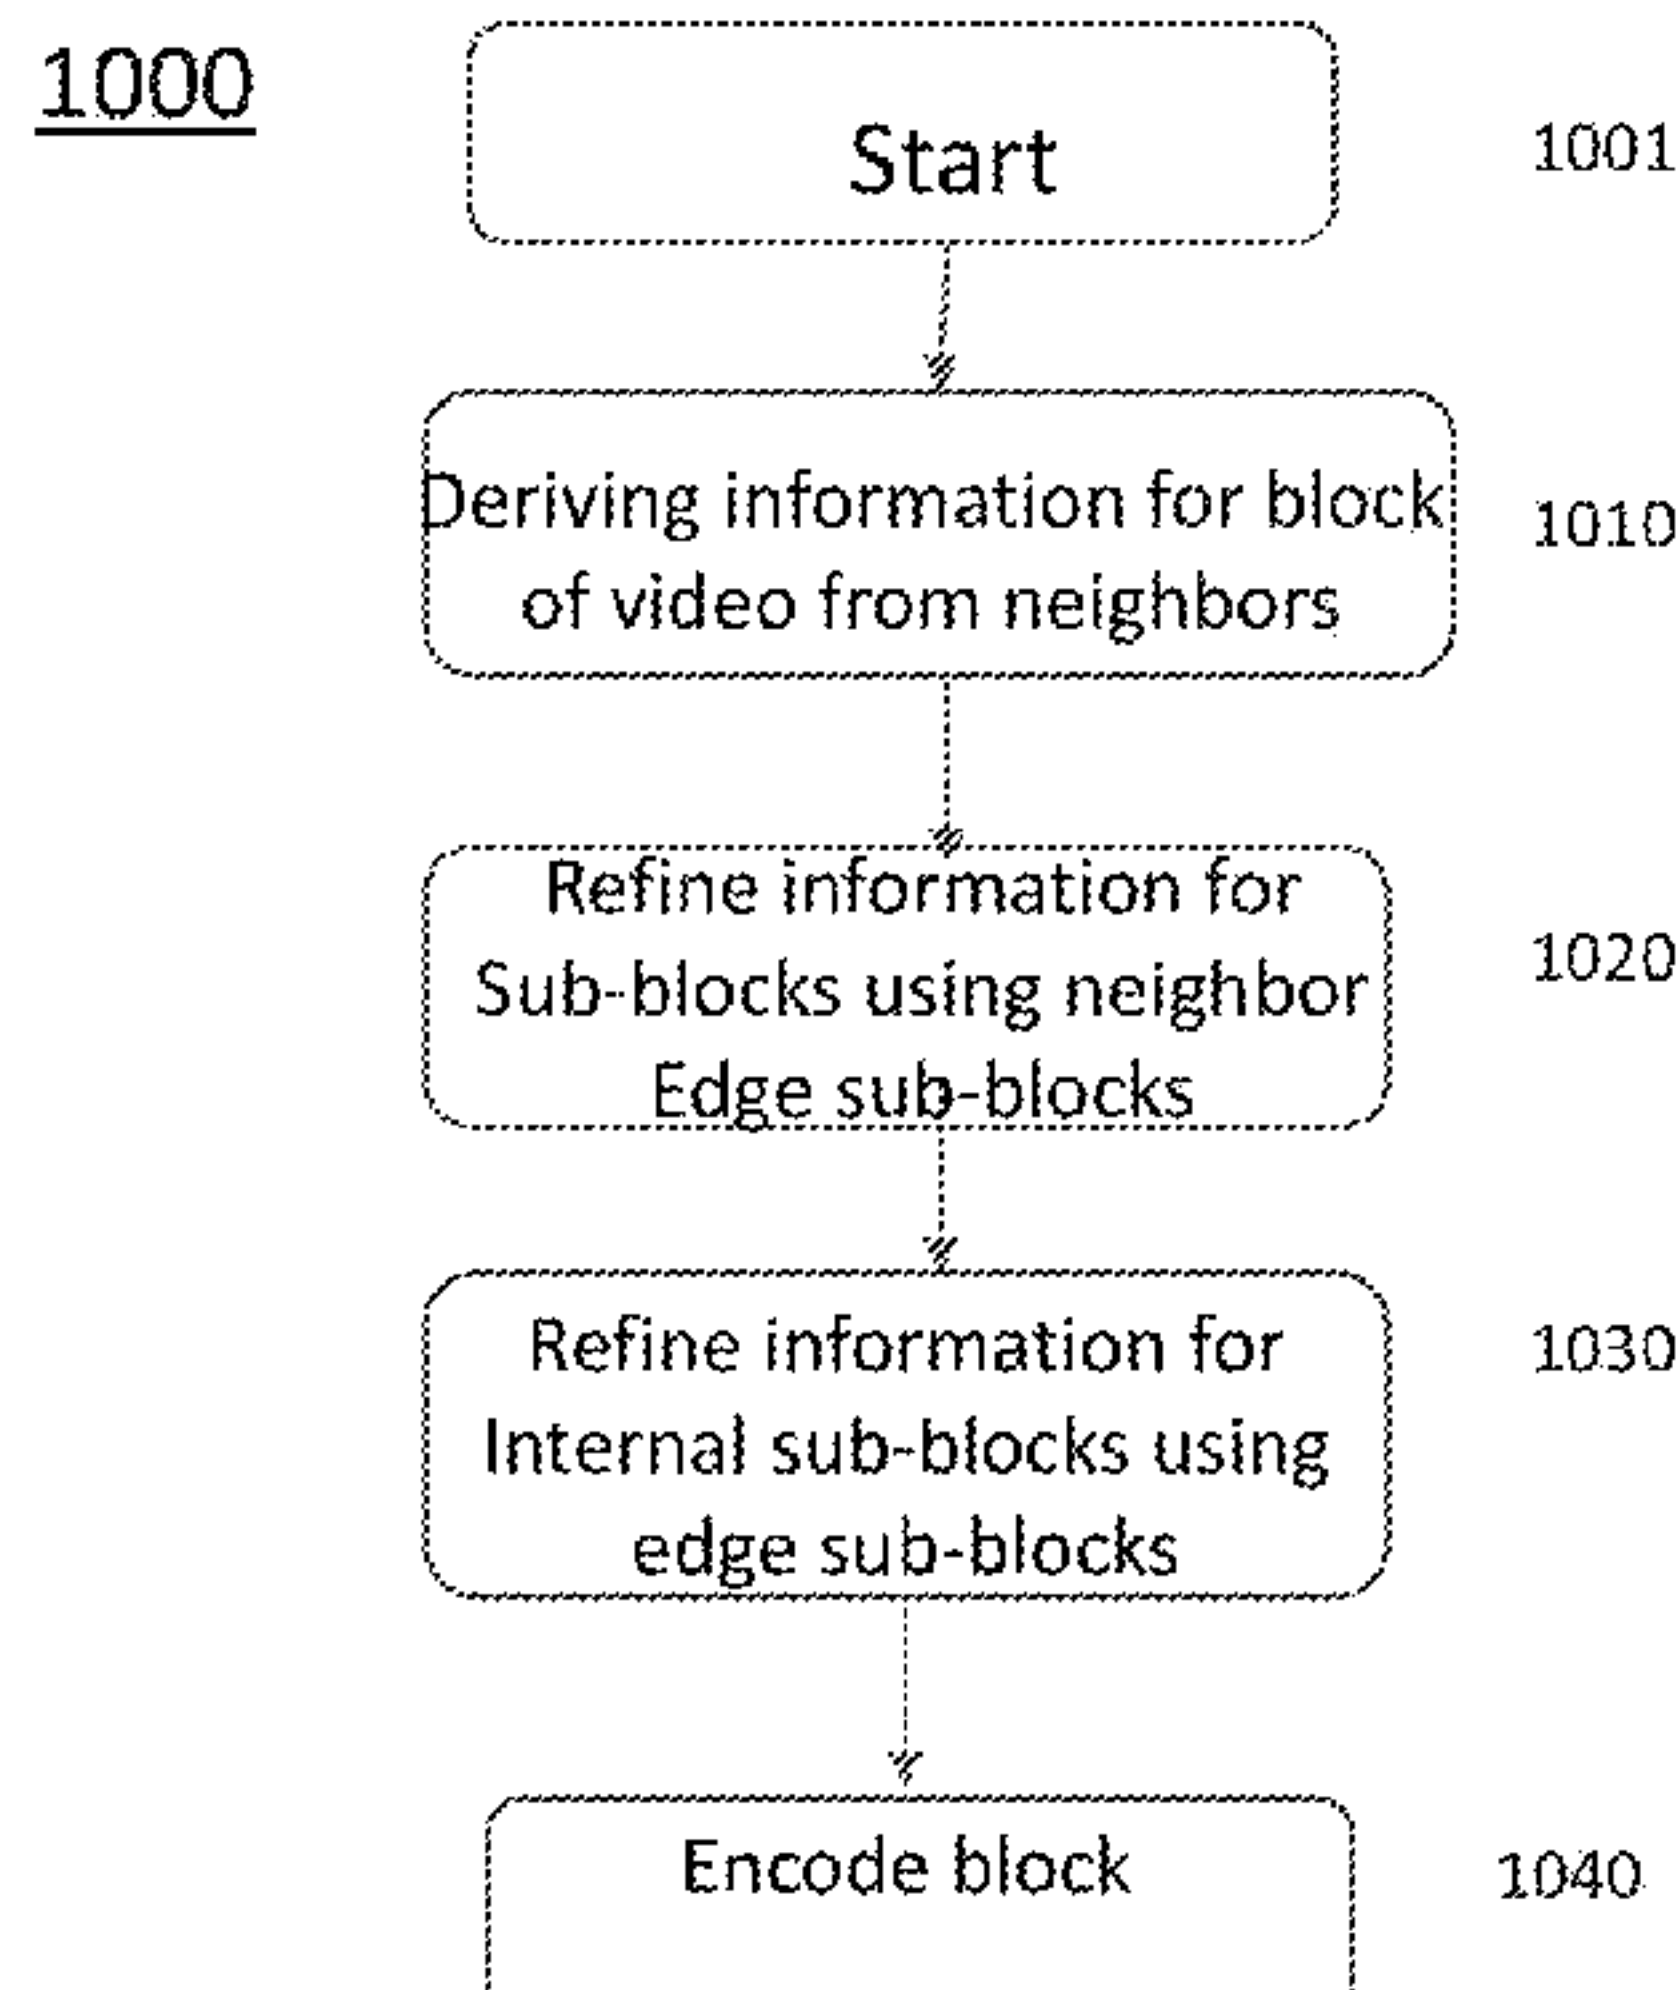 1000
Start
1001
Deriving information for block
of video from neighbors
1010
Refine information for
Sub-blocks using neighbor
Edge sub-blocks
1020
Refine information for
Internal sub-blocks using
edge sub-blocks
1030
Encode block
1040